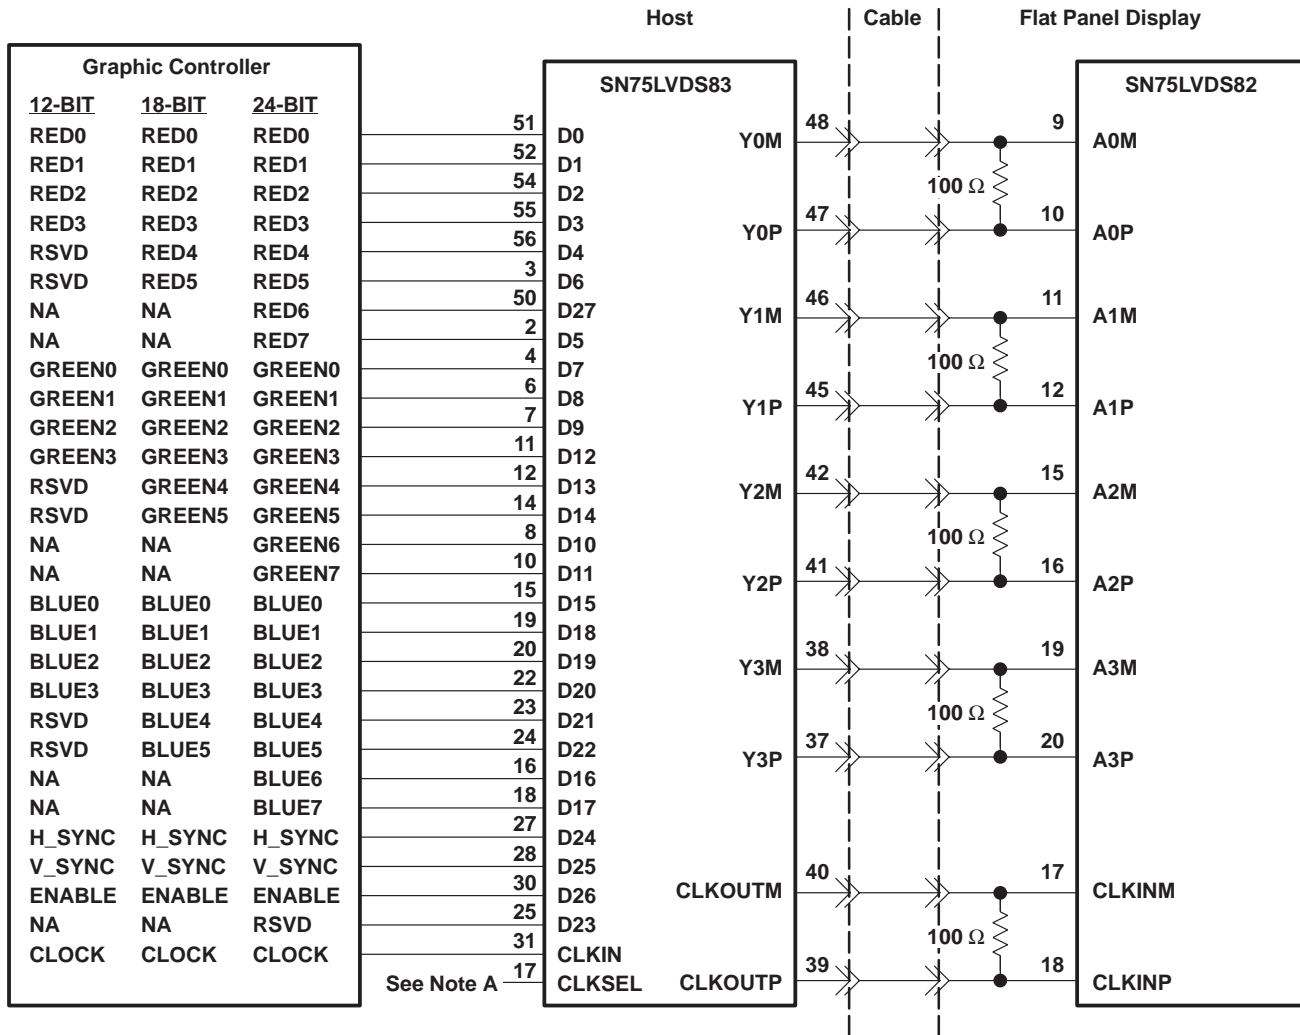 Host Cable Flat Panel Display
Graphic Controller
12-BIT 18-BIT 24-BIT
RED0 RED0 RED0
RED1 RED1 RED1
RED2 RED2 RED2
RED3 RED3 RED3
RSVD RED4 RED4
RSVD RED5 RED5
NA NA RED6
NA NA RED7
GREEN0 GREEN0 GREEN0
GREEN1 GREEN1 GREEN1
GREEN2 GREEN2 GREEN2
GREEN3 GREEN3 GREEN3
RSVD GREEN4 GREEN4
RSVD GREEN5 GREEN5
NA NA GREEN6
NA NA GREEN7
BLUE0 BLUE0 BLUE0
BLUE1 BLUE1 BLUE1
BLUE2 BLUE2 BLUE2
BLUE3 BLUE3 BLUE3
RSVD BLUE4 BLUE4
RSVD BLUE5 BLUE5
NA NA BLUE6
NA NA BLUE7
H_SYNC H_SYNC H_SYNC
V_SYNC V_SYNC V_SYNC
ENABLE ENABLE ENABLE
NA NA RSVD
CLOCK CLOCK CLOCK
SN75LVDS83
51 D0
52 D1
54 D2
55 D3
56 D4
3 D6
50 D27
2 D5
4 D7
6 D8
7 D9
11 D12
12 D13
14 D14
8 D10
10 D11
15 D15
19 D18
20 D19
22 D20
23 D21
24 D22
16 D16
18 D17
27 D24
28 D25
30 D26
25 D23
31 CLKIN
See Note A 17 CLKSEL
Y0M 48
Y0P 47
Y1M 46
Y1P 45
Y2M 42
Y2P 41
Y3M 38
Y3P 37
CLKOUTM 40
CLKOUTP 39
SN75LVDS82
9 A0M
100 Ω
10 A0P
11 A1M
100 Ω
12 A1P
15 A2M
100 Ω
16 A2P
19 A3M
100 Ω
20 A3P
17 CLKINM
100 Ω
18 CLKINP